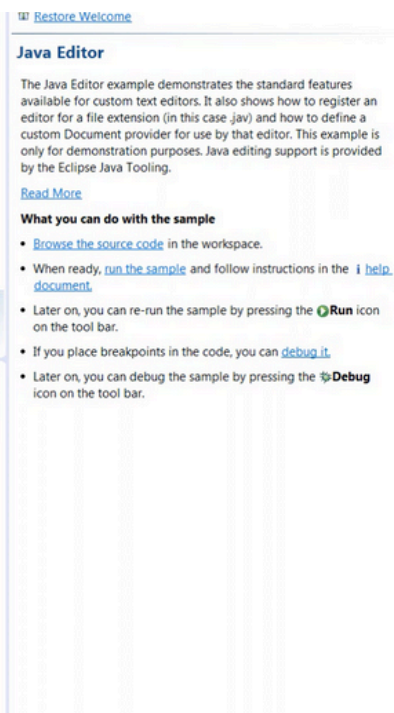 Restore Welcome
Java Editor
The Java Editor example demonstrates the standard features
available for custom text editors. It also shows how to register an
editor for a file extension (in this case .jav) and how to define a
custom Document provider for use by that editor. This example is
only for demonstration purposes. Java editing support is provided
by the Eclipse Java Tooling.
Read More
What you can do with the sample
• Browse the source code in the workspace.
• When ready, run the sample and follow instructions in the i help
document.
• Later on, you can re-run the sample by pressing the Run icon
on the tool bar.
• If you place breakpoints in the code, you can debug it.
• Later on, you can debug the sample by pressing the Debug
icon on the tool bar.